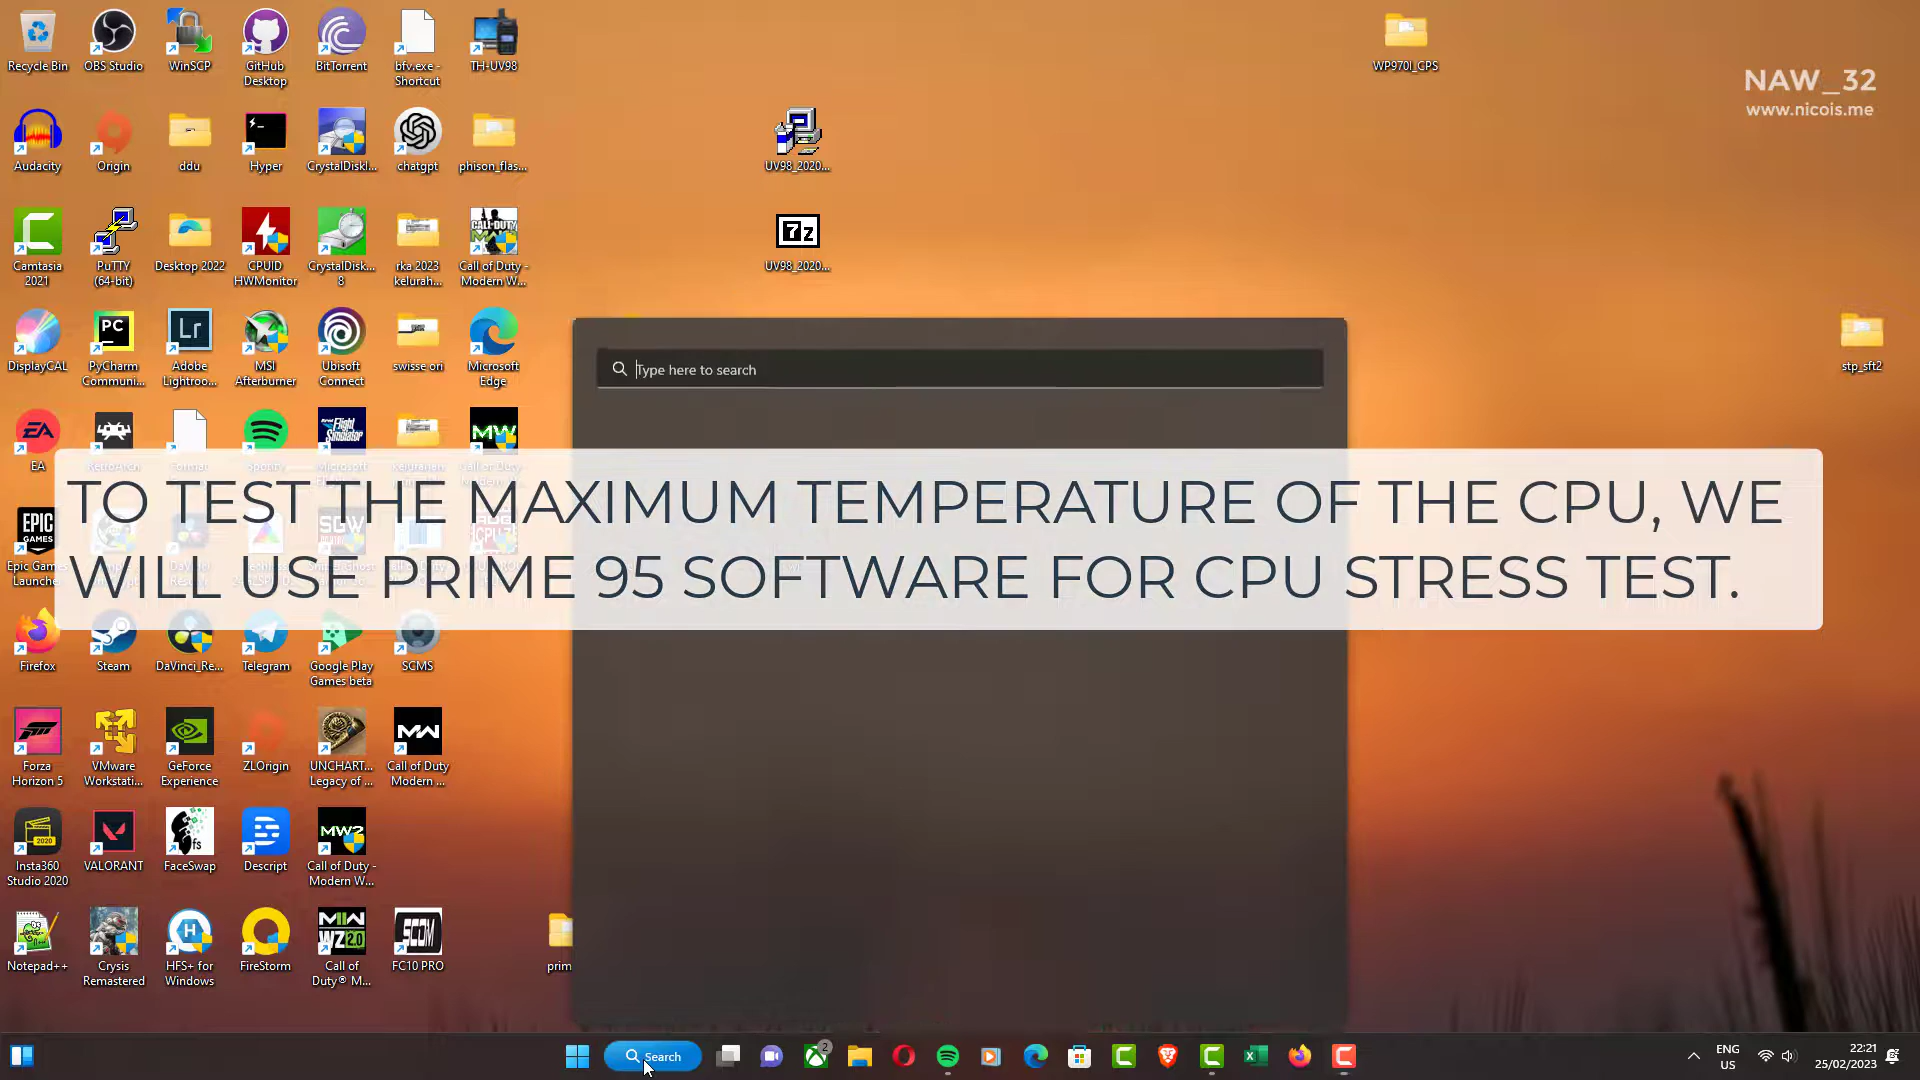 NAW_32
www.nicois.me
Recycle Bin
OBS Studio
WinSCP
GitHub
Desktop
BitTorrent
bfv.exe -
Shortcut
TH-UV98
WP970I_CPS
Audacity
Origin
ddu
Hyper
CrystalDiskI...
chatgpt
phison_flas...
UV98_2020...
Camtasia
2021
PuTTY
(64-bit)
Desktop 2022
CPUID
HWMonitor
CrystalDisk...
8
rka 2023
kelurah...
Call of Duty -
Modern W...
UV98_2020...
DisplayCAL
PyCharm
Communi...
Adobe
Lightroo...
MSI
Afterburner
Ubisoft
Connect
swisse ori
Microsoft
Edge
stp_sft2
Type here to search
EA
TO TEST THE MAXIMUM TEMPERATURE OF THE CPU, WE
WILL USE PRIME 95 SOFTWARE FOR CPU STRESS TEST.
Firefox
Steam
DaVinci_Re...
Telegram
Google Play
Games beta
SCMS
Forza
Horizon 5
VMware
Workstati...
GeForce
Experience
ZLOrigin
UNCHART...
Legacy of ...
Call of Duty
Modern ...
Insta360
Studio 2020
VALORANT
FaceSwap
Descript
Call of Duty -
Modern W...
Notepad++
Crysis
Remastered
HFS+ for
Windows
FireStorm
Call of
Duty® M...
FC10 PRO
prim
Search
2
ENG
US
22:21
25/02/2023